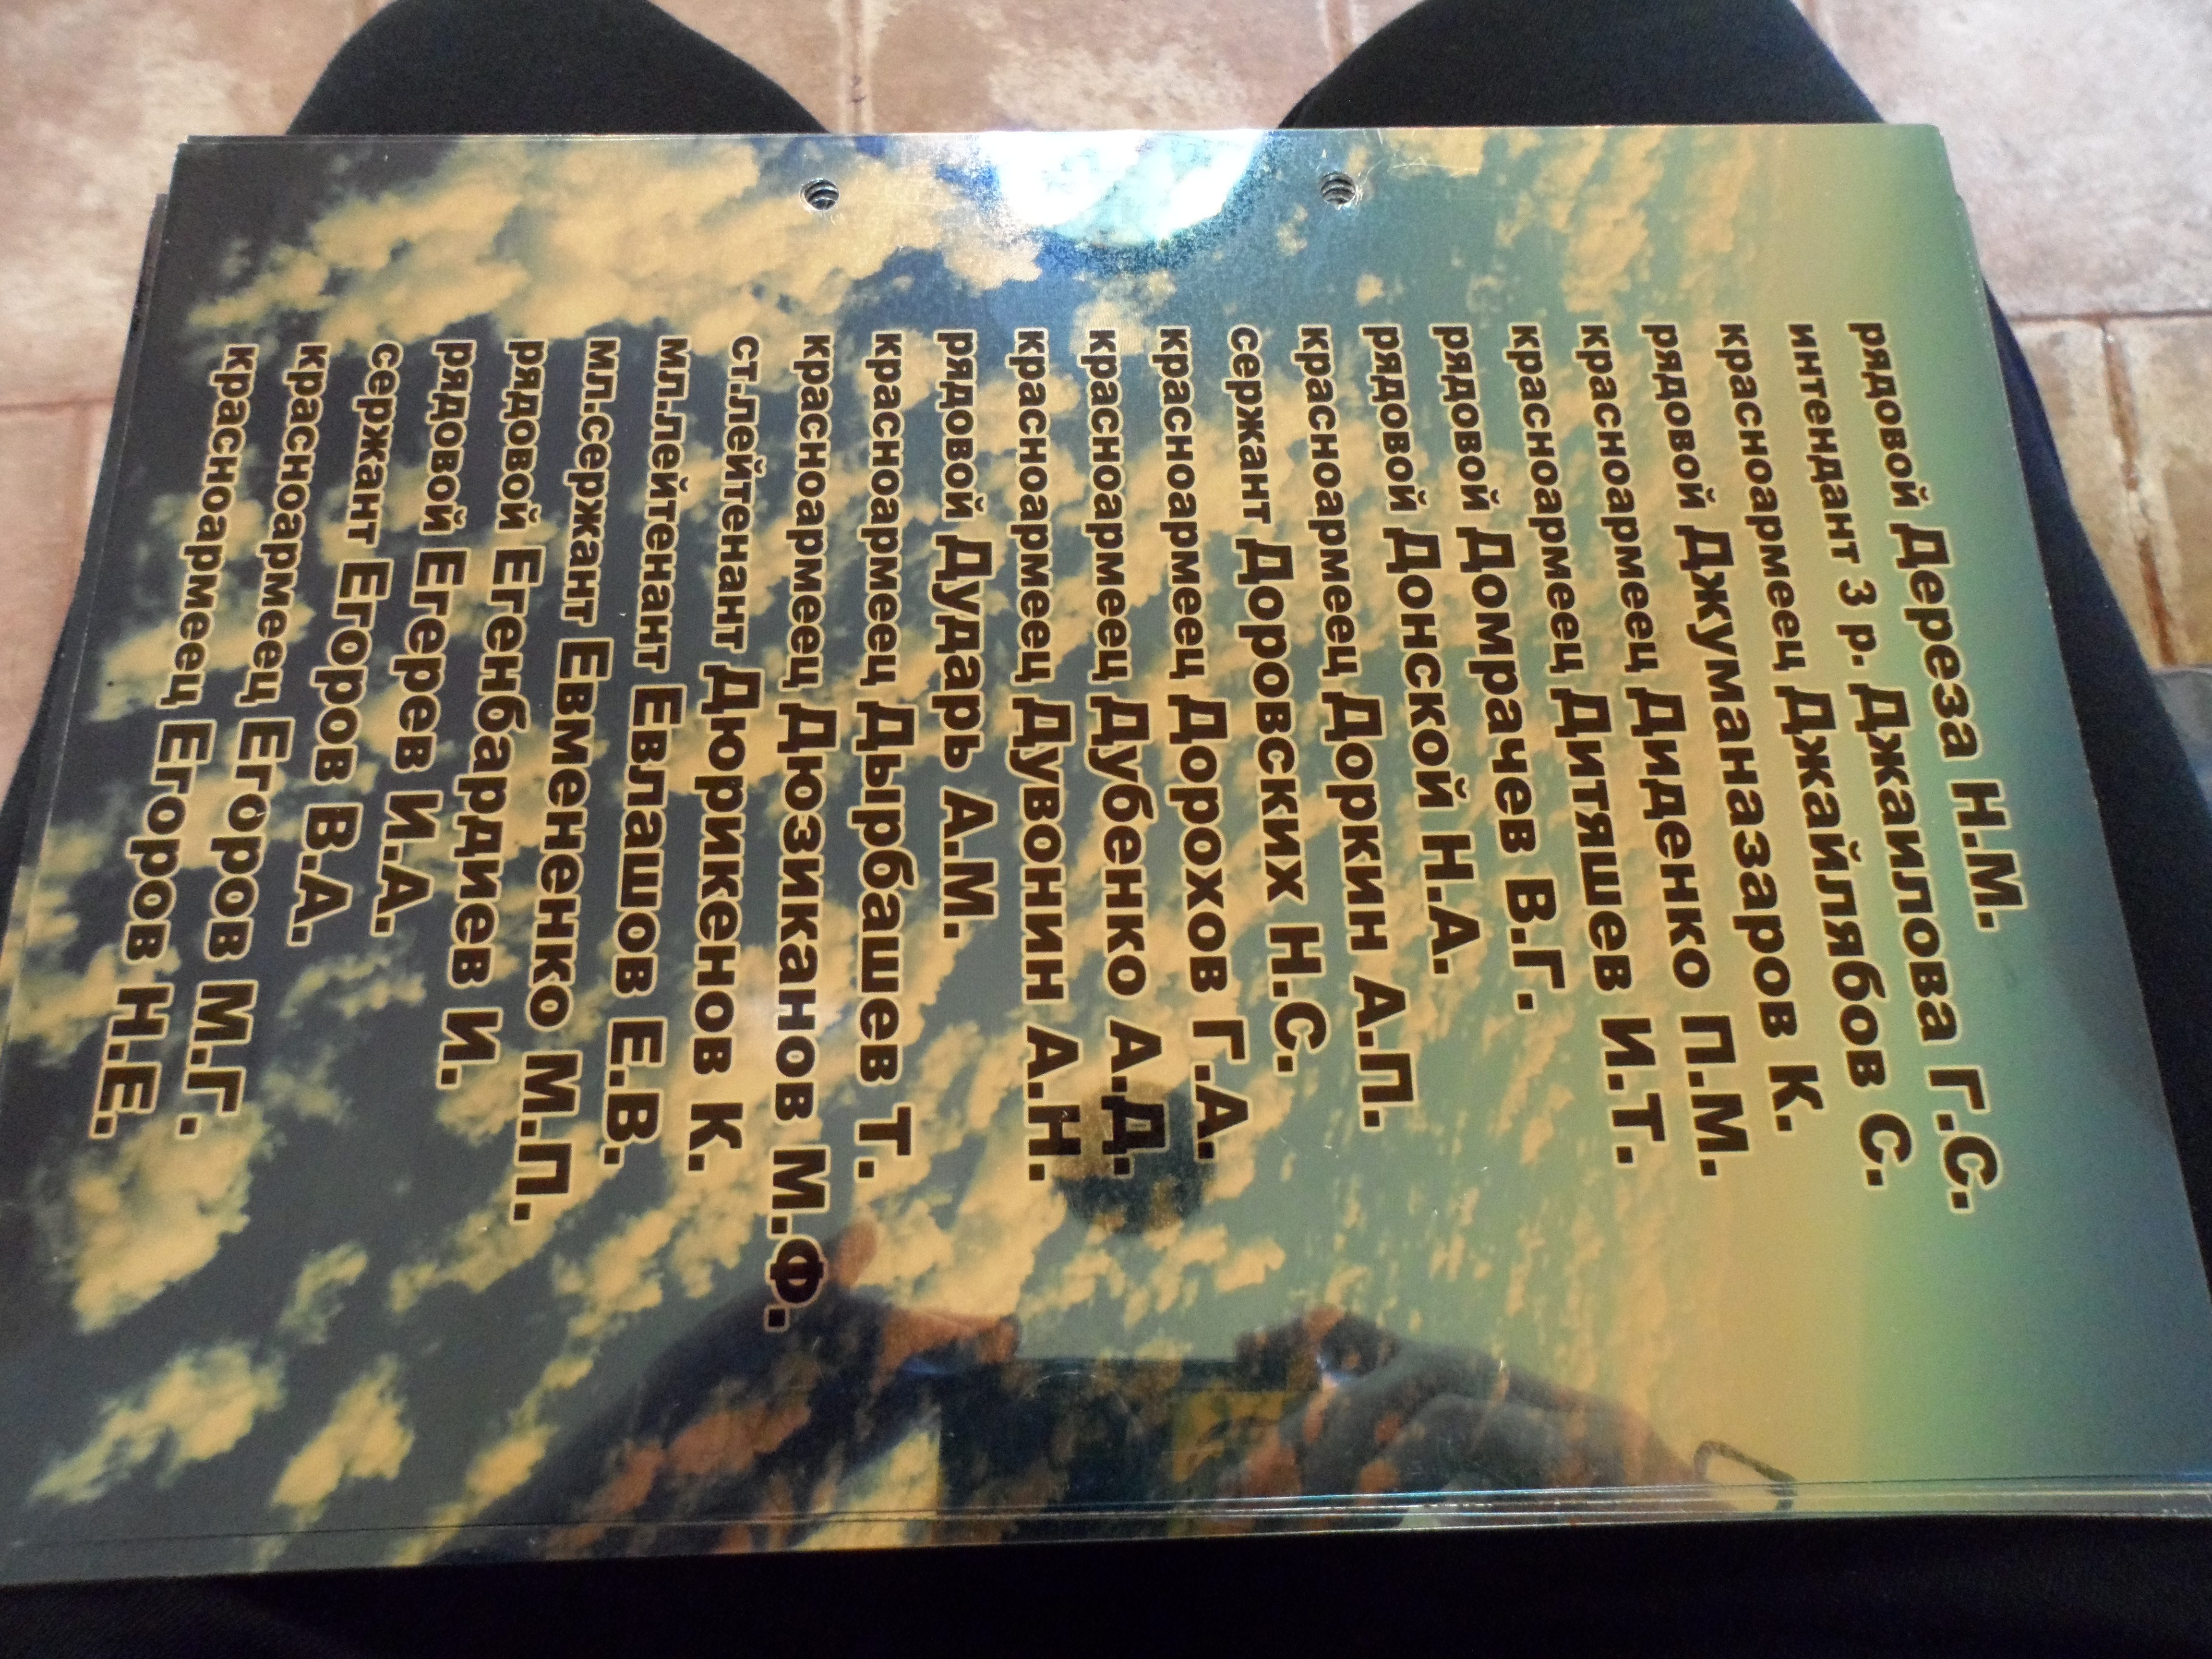 рядовой Дереза Н.М.
интендант 3 р. Джаилова Г.С.
красноармеец Джайлябов С.
рядовой Джуманазаров К.
красноармеец Диденко П.М.
красноармеец Дитяшев И.Т.
рядовой Домрачев В.Г.
рядовой Донской Н.А.
красноармеец Доркин А.П.
сержант Доровских Н.С.
красноармеец Дорохов Г.А.
красноармеец Дубенко А.Д.
красноармеец Дувонин А.Н.
рядовой Дударь А.М.
красноармеец Дырбашев Т.
красноармеец Дюзиканов М.Ф.
ст.лейтенант Дюрикенов К.
мл.лейтенант Евлашов Е.В.
мл.сержант Евмененко М.П.
рядовой Егенбардиев И.
рядовой Егерев И.А.
сержант Егоров В.А.
красноармеец Егоров М.Г.
красноармеец Егоров Н.Е.